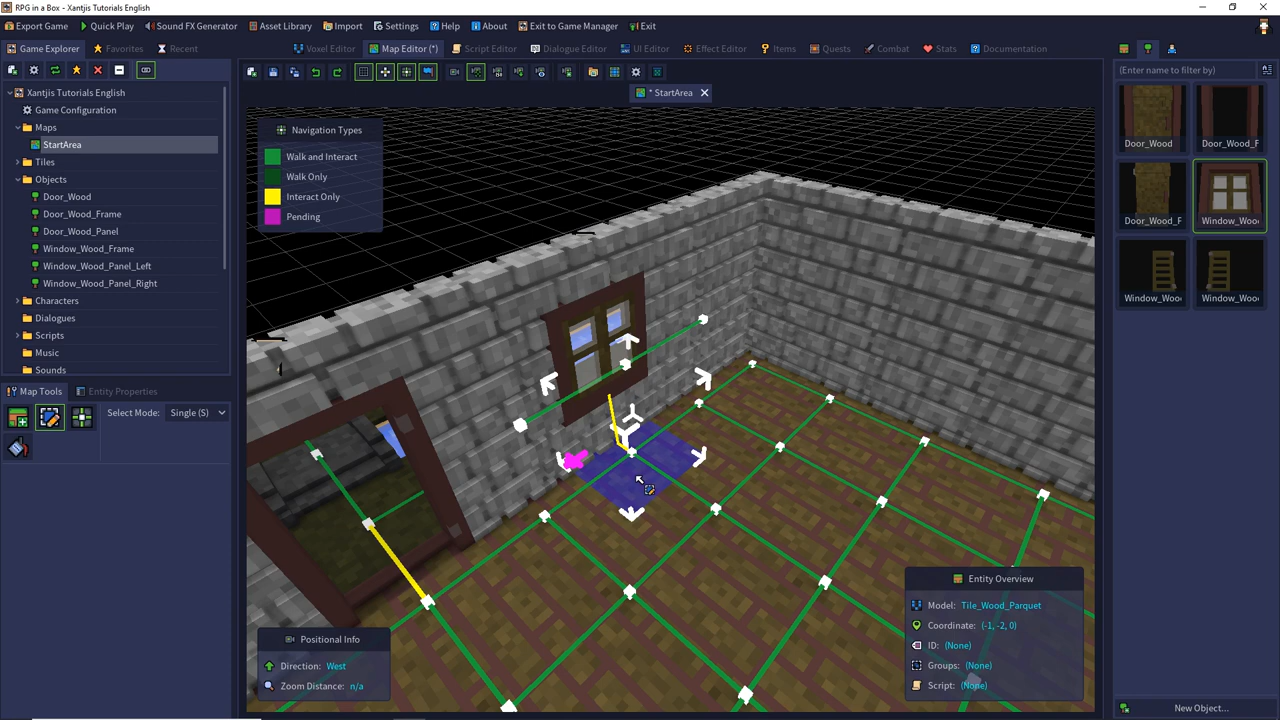 RPG in a Box - Xantjis Tutorials English
Export Game Quick Play Sound FX Generator Asset Library Import Settings Help About Exit to Game Manager Exit
Game Explorer Favorites Recent Voxel Editor Map Editor (*) Script Editor Dialogue Editor UI Editor Effect Editor Items Quests Combat Stats Documentation
(Enter name to filter by)
* StartArea
Xantjis Tutorials English
Game Configuration
Maps
StartArea
Tiles
Objects
Door_Wood
Door_Wood_Frame
Door_Wood_Panel
Window_Wood_Frame
Window_Wood_Panel_Left
Window_Wood_Panel_Right
Characters
Dialogues
Scripts
Music
Sounds
Map Tools Entity Properties
Select Mode: Single (S)
Navigation Types
Walk and Interact
Walk Only
Interact Only
Pending
Positional Info
Direction: West
Zoom Distance: n/a
Entity Overview
Model: Tile_Wood_Parquet
Coordinate: (-1, -2, 0)
ID: (None)
Groups: (None)
Script: (None)
Door_Wood Door_Wood_F
Door_Wood_F Window_Woo
Window_Woo Window_Woo
New Object...